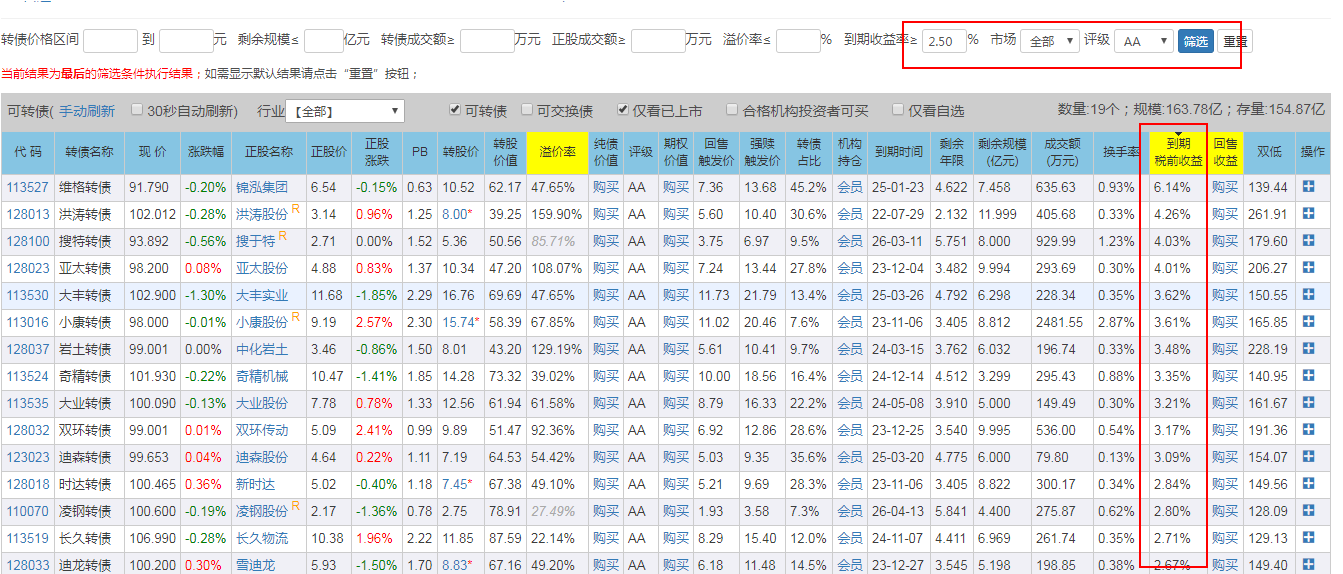 转债价格区间 到 元 剩余规模≤ 亿元 转债成交额≥ 万元 正股成交额≥ 万元 溢价率≤ % 到期收益率≥ 2.50 % 市场 全部 评级 AA 筛选 重置
当前结果为最后的筛选条件执行结果；如需显示默认结果请点击“重置”按钮；
可转债( 手动刷新 30秒自动刷新) 行业 【全部】 可转债 可交换债 仅看已上市 合格机构投资者可买 仅看自选 数量:19个；规模:163.78亿；存量:154.87亿
代 码 转债名称 现 价 涨跌幅 正股名称 正股价 正股涨跌 PB 转股价 转股价值 溢价率 纯债价值 评级 期权价值 回售触发价 强赎触发价 转债占比 机构持仓 到期时间 剩余年限 剩余规模(亿元) 成交额(万元) 换手率 到期税前收益 回售收益 双低 操作
113527 维格转债 91.790 -0.20% 锦泓集团 6.54 -0.15% 0.63 10.52 62.17 47.65% 购买 AA 购买 7.36 13.68 45.2% 会员 25-01-23 4.622 7.458 635.63 0.93% 6.14% 购买 139.44
128013 洪涛转债 102.012 -0.28% 洪涛股份 R 3.14 0.96% 1.25 8.00* 39.25 159.90% 购买 AA 购买 5.60 10.40 30.6% 会员 22-07-29 2.132 11.999 405.68 0.33% 4.26% 购买 261.91
128100 搜特转债 93.892 -0.56% 搜于特 R 2.71 0.00% 1.52 5.36 50.56 85.71% 购买 AA 购买 3.75 6.97 9.5% 会员 26-03-11 5.751 8.000 929.99 1.23% 4.03% 购买 179.60
128023 亚太转债 98.200 0.08% 亚太股份 4.88 0.83% 1.37 10.34 47.20 108.07% 购买 AA 购买 7.24 13.44 27.8% 会员 23-12-04 3.482 9.994 293.69 0.30% 4.01% 购买 206.27
113530 大丰转债 102.900 -1.30% 大丰实业 11.68 -1.85% 2.29 16.76 69.69 47.65% 购买 AA 购买 11.73 21.79 13.4% 会员 25-03-26 4.792 6.298 228.34 0.35% 3.62% 购买 150.55
113016 小康转债 98.000 -0.01% 小康股份 R 9.19 2.57% 2.30 15.74* 58.39 67.85% 购买 AA 购买 11.02 20.46 7.6% 会员 23-11-06 3.405 8.812 2481.55 2.87% 3.61% 购买 165.85
128037 岩土转债 99.001 0.00% 中化岩土 3.46 -0.86% 1.50 8.01 43.20 129.19% 购买 AA 购买 5.61 10.41 9.7% 会员 24-03-15 3.762 6.032 196.74 0.33% 3.48% 购买 228.19
113524 奇精转债 101.930 -0.22% 奇精机械 10.47 -1.41% 1.85 14.28 73.32 39.02% 购买 AA 购买 10.00 18.56 16.4% 会员 24-12-14 4.512 3.299 295.43 0.88% 3.35% 购买 140.95
113535 大业转债 100.090 -0.13% 大业股份 7.78 0.78% 1.33 12.56 61.94 61.58% 购买 AA 购买 8.79 16.33 22.2% 会员 24-05-08 3.910 5.000 149.49 0.30% 3.21% 购买 161.67
128032 双环转债 99.001 0.01% 双环传动 5.09 2.41% 0.99 9.89 51.47 92.36% 购买 AA 购买 6.92 12.86 28.6% 会员 23-12-25 3.540 9.995 536.00 0.54% 3.17% 购买 191.36
123023 迪森转债 99.653 0.04% 迪森股份 4.64 0.22% 1.11 7.19 64.53 54.42% 购买 AA 购买 5.03 9.35 35.6% 会员 25-03-20 4.775 6.000 79.80 0.13% 3.09% 购买 154.07
128018 时达转债 100.465 0.36% 新时达 5.02 -0.40% 1.18 7.45* 67.38 49.10% 购买 AA 购买 5.21 9.69 28.3% 会员 23-11-06 3.405 8.822 300.17 0.34% 2.84% 购买 149.56
110070 凌钢转债 100.600 -0.19% 凌钢股份 R 2.17 -1.36% 0.78 2.75 78.91 27.49% 购买 AA 购买 1.93 3.58 7.3% 会员 26-04-13 5.841 4.400 275.87 0.62% 2.80% 购买 128.09
113519 长久转债 106.990 -0.28% 长久物流 10.38 1.96% 2.22 11.85 87.59 22.14% 购买 AA 购买 8.29 15.40 12.0% 会员 24-11-07 4.411 6.969 261.74 0.35% 2.71% 购买 129.13
128033 迪龙转债 100.200 0.30% 雪迪龙 5.93 -1.50% 1.70 8.83* 67.16 49.20% 购买 AA 购买 6.18 11.48 14.5% 会员 23-12-27 3.545 5.198 198.85 0.38% 2.67% 购买 149.40